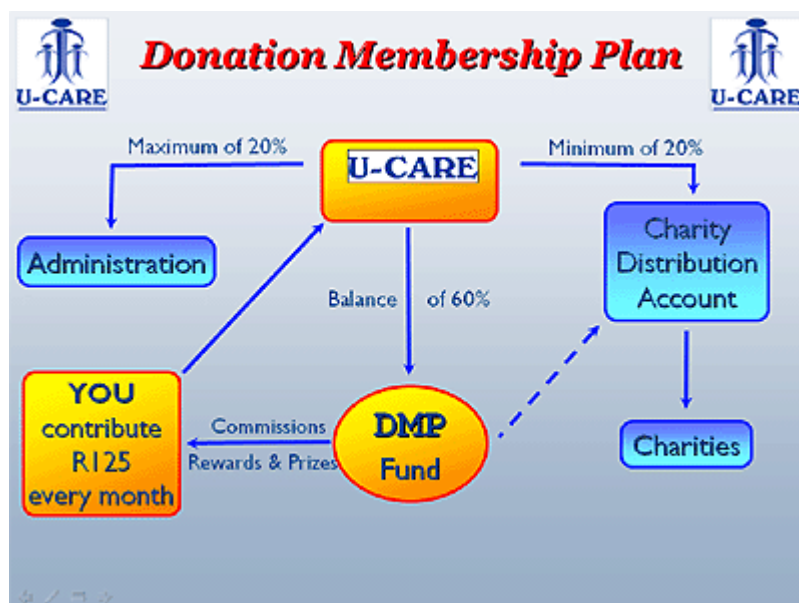 Donation Membership Plan
U-CARE
U-CARE
Maximum of 20%
U-CARE
Minimum of 20%
Administration
Charity
Distribution
Account
Balance of 60%
YOU
contribute
R125
every month
Commissions
Rewards & Prizes
DMP
Fund
Charities